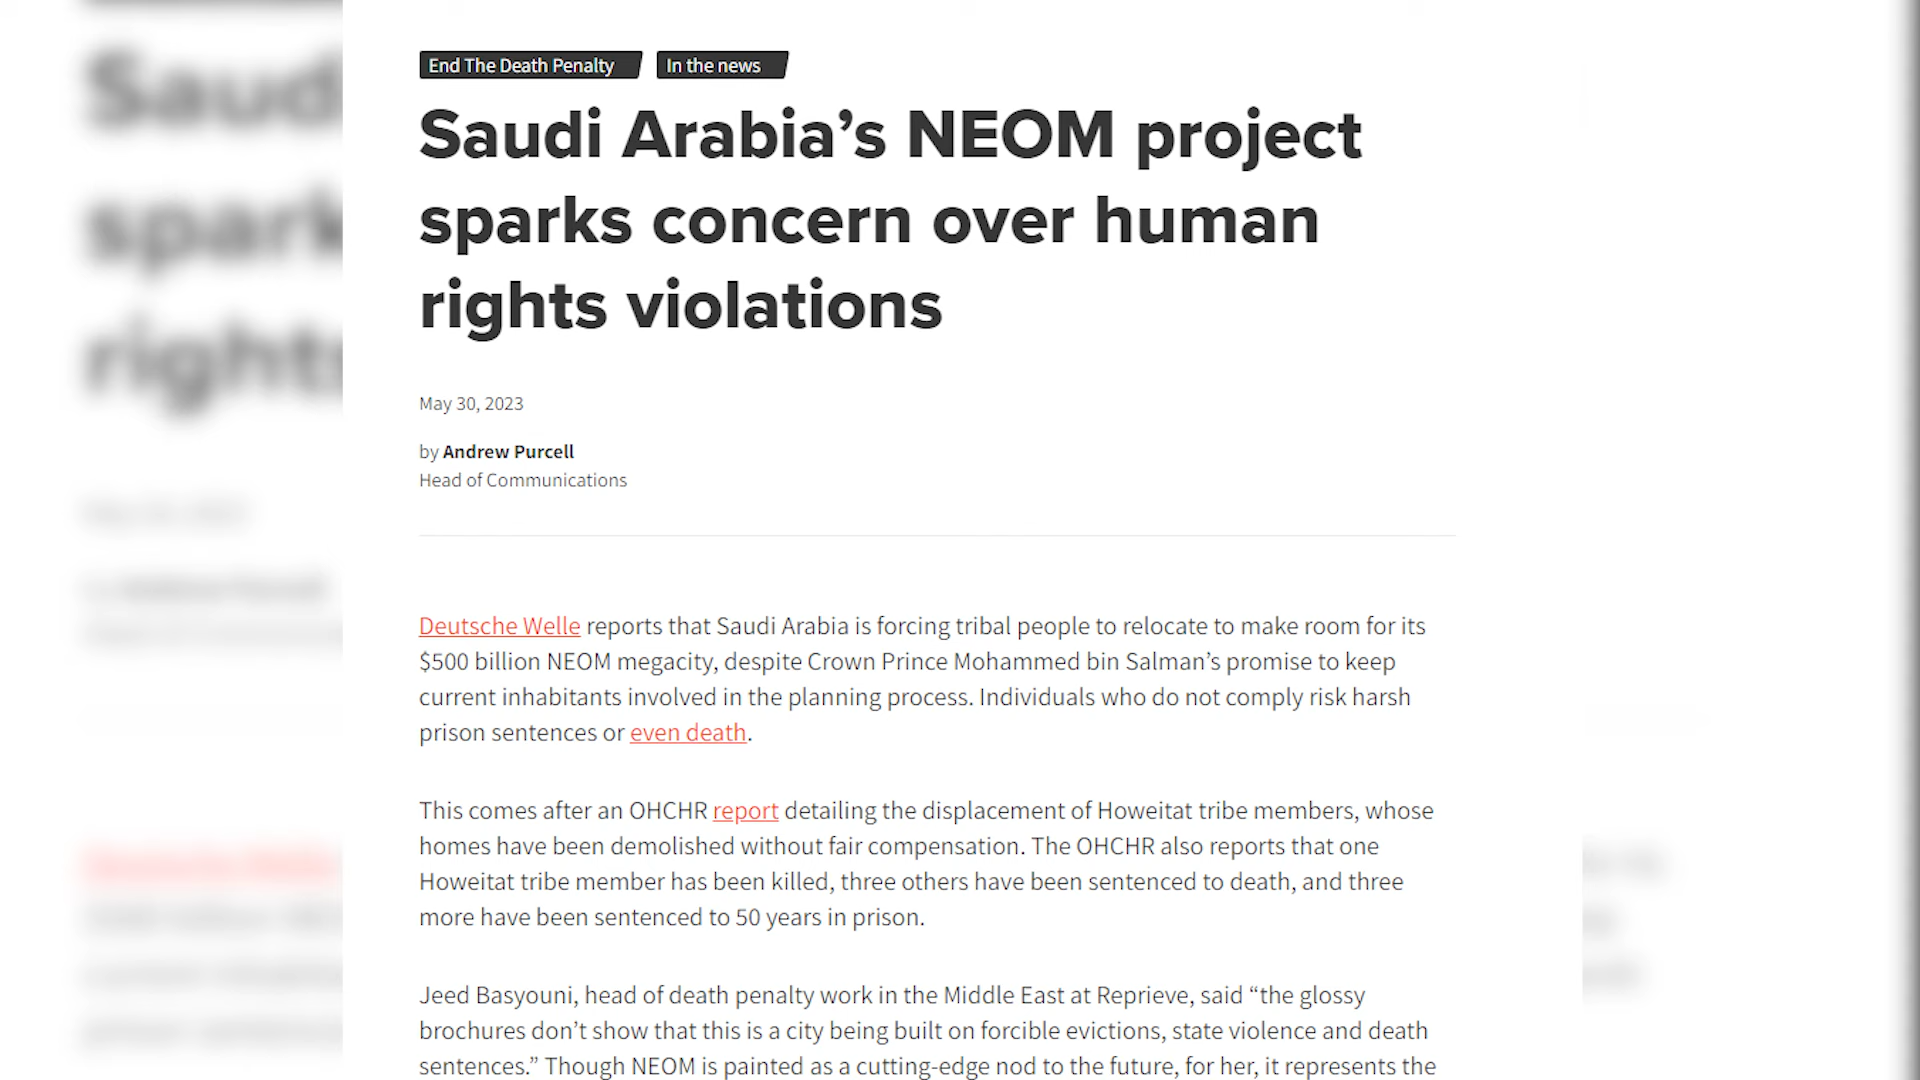 End The Death Penalty
In the news
Saudi Arabia’s NEOM project
sparks concern over human
rights violations
May 30, 2023
by Andrew Purcell
Head of Communications
Deutsche Welle reports that Saudi Arabia is forcing tribal people to relocate to make room for its
$500 billion NEOM megacity, despite Crown Prince Mohammed bin Salman’s promise to keep
current inhabitants involved in the planning process. Individuals who do not comply risk harsh
prison sentences or even death.
This comes after an OHCHR report detailing the displacement of Howeitat tribe members, whose
homes have been demolished without fair compensation. The OHCHR also reports that one
Howeitat tribe member has been killed, three others have been sentenced to death, and three
more have been sentenced to 50 years in prison.
Jeed Basyouni, head of death penalty work in the Middle East at Reprieve, said “the glossy
brochures don’t show that this is a city being built on forcible evictions, state violence and death
sentences.” Though NEOM is painted as a cutting-edge nod to the future, for her, it represents the